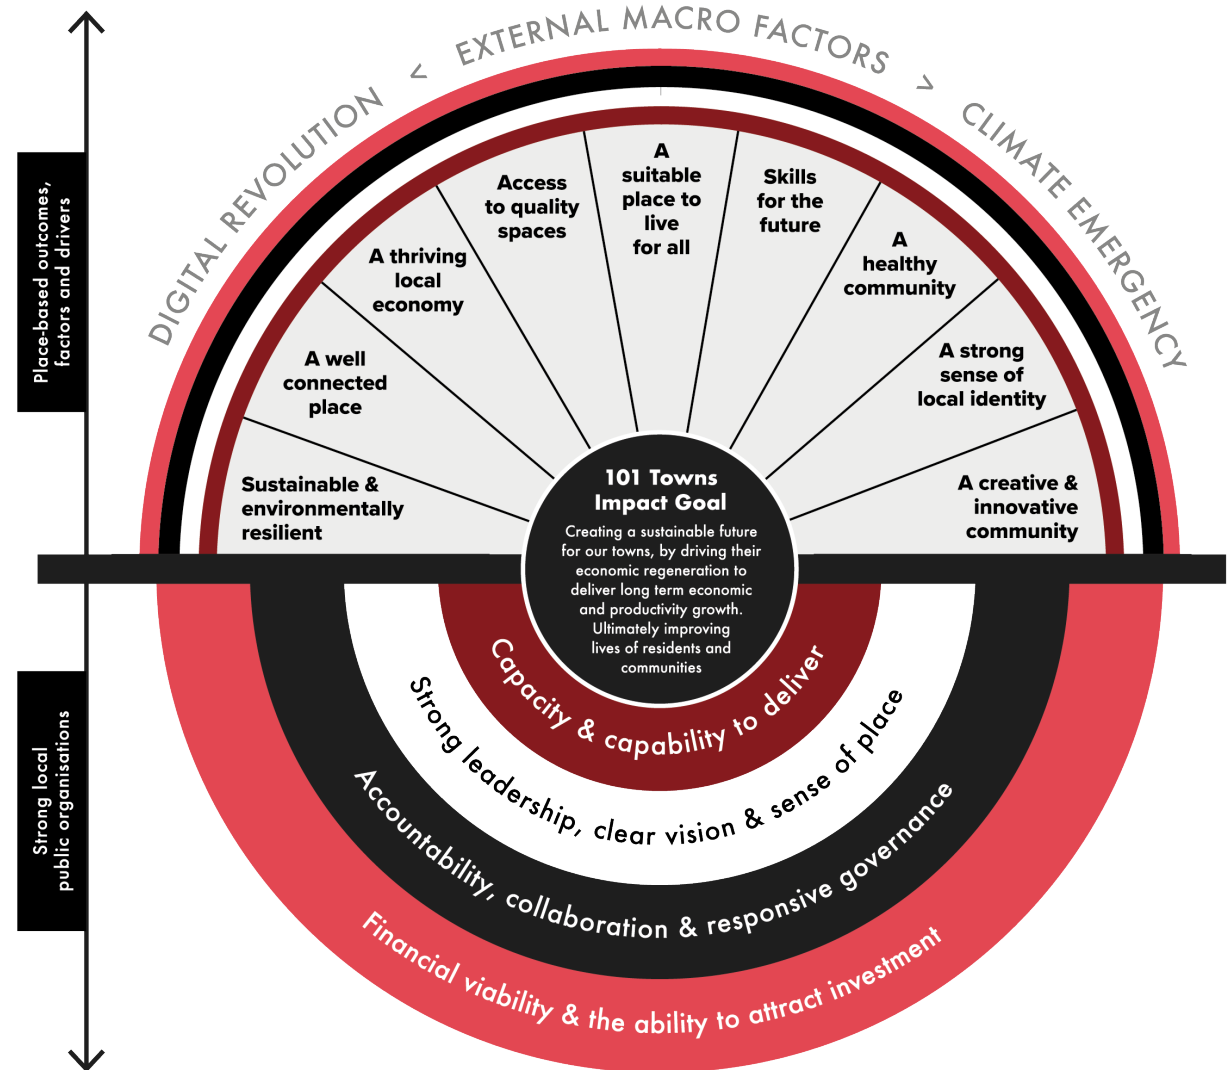 DIGITAL REVOLUTION < EXTERNAL MACRO FACTORS > CLIMATE EMERGENCY
Place-based outcomes,
factors and drivers
Sustainable &
environmentally
resilient
A well
connected
place
A thriving
local
economy
Access
to quality
spaces
A
suitable
place to
live
for all
Skills
for the
future
A
healthy
community
A strong
sense of
local identity
A creative &
innovative
community
101 Towns
Impact Goal
Creating a sustainable future
for our towns, by driving their
economic regeneration to
deliver long term economic
and productivity growth.
Ultimately improving
lives of residents and
communities
Strong local
public organisations
Capacity & capability to deliver
Strong leadership, clear vision & sense of place
Accountability, collaboration & responsive governance
Financial viability & the ability to attract investment